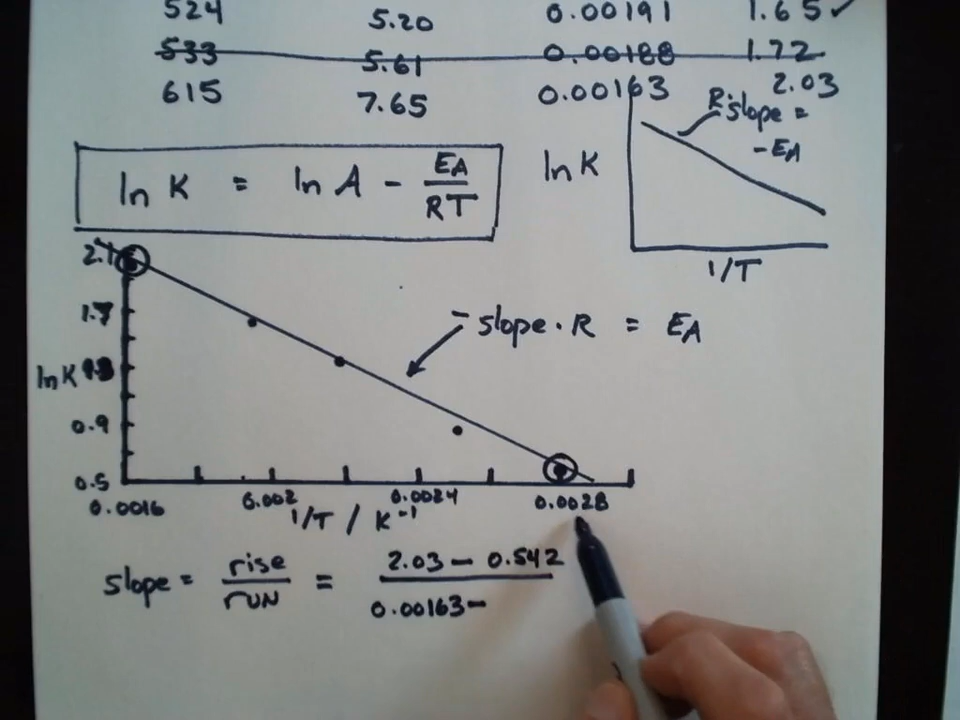 524 5.20 0.00191 1.65✓
533 5.61 0.00188 1.72
615 7.65 0.00163 2.03
ln K = ln A - EA/RT
ln K
R·slope = -EA
1/T
2.1
1.7
ln K 1.3
0.9
0.5
0.0016 0.002 0.0024 0.0028
1/T / K⁻¹
-slope · R = EA
slope = rise/run = 2.03 - 0.542
0.00163-